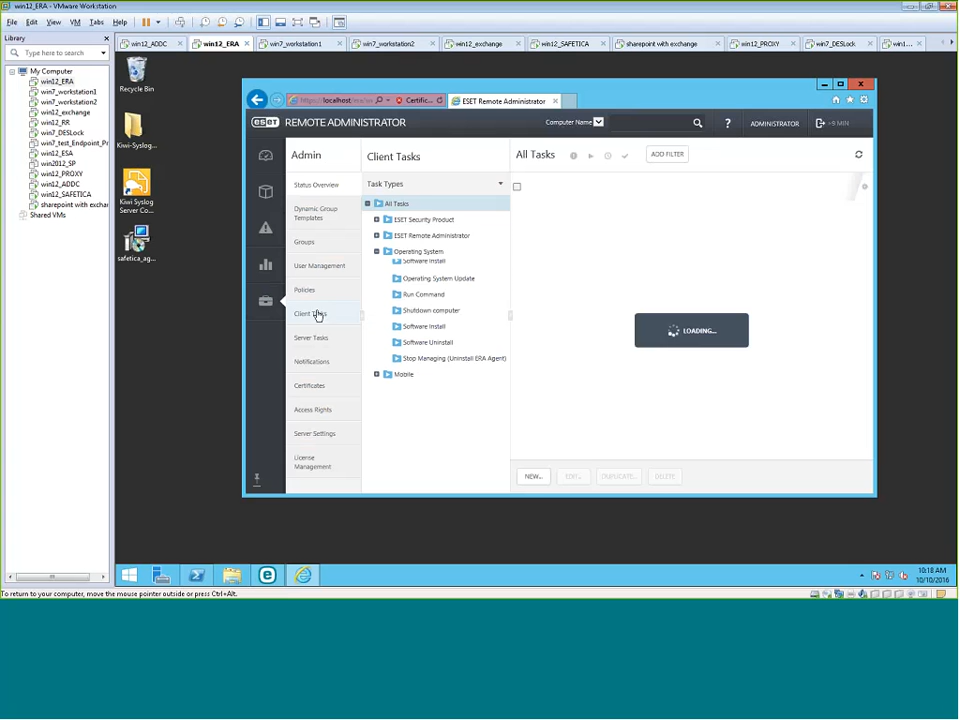 win12_ERA - VMware Workstation
File Edit View VM Tabs Help
Library
Type here to search
My Computer
win12_ERA
win7_workstation1
win7_workstation2
win12_exchange
win12_RR
win7_DESLock
win7_test_Endpoint_Pr
win12_ESA
win2012_SP
win12_PROXY
win12_ADDC
win12_SAFETICA
sharepoint with exchar
Shared VMs
win12_ADDC win12_ERA win7_workstation1 win7_workstation2 win12_exchange win12_SAFETICA sharepoint with exchange win12_PROXY win7_DESLock win1...
Recycle Bin
Kiwi-Syslog...
Kiwi Syslog
Server Co...
safetica_ag...
Certific...
ESET Remote Administrator
eset REMOTE ADMINISTRATOR
Computer Name
?
ADMINISTRATOR
>9 MIN
Admin
Status Overview
Dynamic Group
Templates
Groups
User Management
Policies
Client Tasks
Server Tasks
Notifications
Certificates
Access Rights
Server Settings
License
Management
Client Tasks
Task Types
All Tasks
ESET Security Product
ESET Remote Administrator
Operating System
Software Install
Operating System Update
Run Command
Shutdown computer
Software Install
Software Uninstall
Stop Managing (Uninstall ERA Agent)
Mobile
All Tasks
ADD FILTER
LOADING...
NEW... EDIT... DUPLICATE... DELETE
10:18 AM
10/10/2016
To return to your computer, move the mouse pointer outside or press Ctrl+Alt.